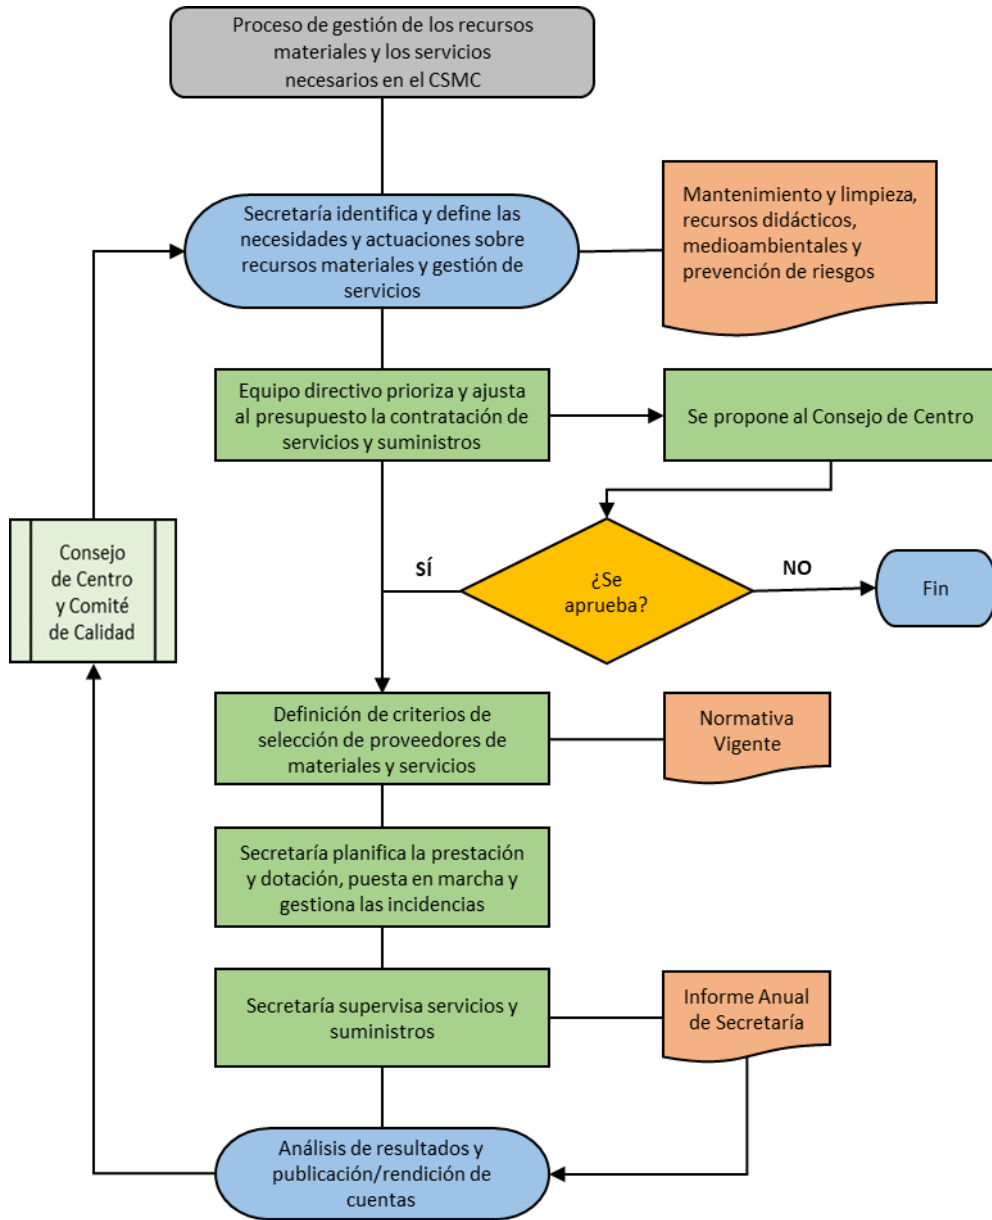 Proceso de gestión de los recursos
materiales y los servicios
necesarios en el CSMC
Secretaría identifica y define las
necesidades y actuaciones sobre
recursos materiales y gestión de
servicios
Mantenimiento y limpieza,
recursos didácticos,
medioambientales y
prevención de riesgos
Equipo directivo prioriza y ajusta
al presupuesto la contratación de
servicios y suministros
Se propone al Consejo de Centro
Consejo
de Centro
y Comité
de Calidad
SÍ
¿Se
aprueba?
NO
Fin
Definición de criterios de
selección de proveedores de
materiales y servicios
Normativa
Vigente
Secretaría planifica la prestación
y dotación, puesta en marcha y
gestiona las incidencias
Secretaría supervisa servicios y
suministros
Informe Anual
de Secretaría
Análisis de resultados y
publicación/rendición de
cuentas